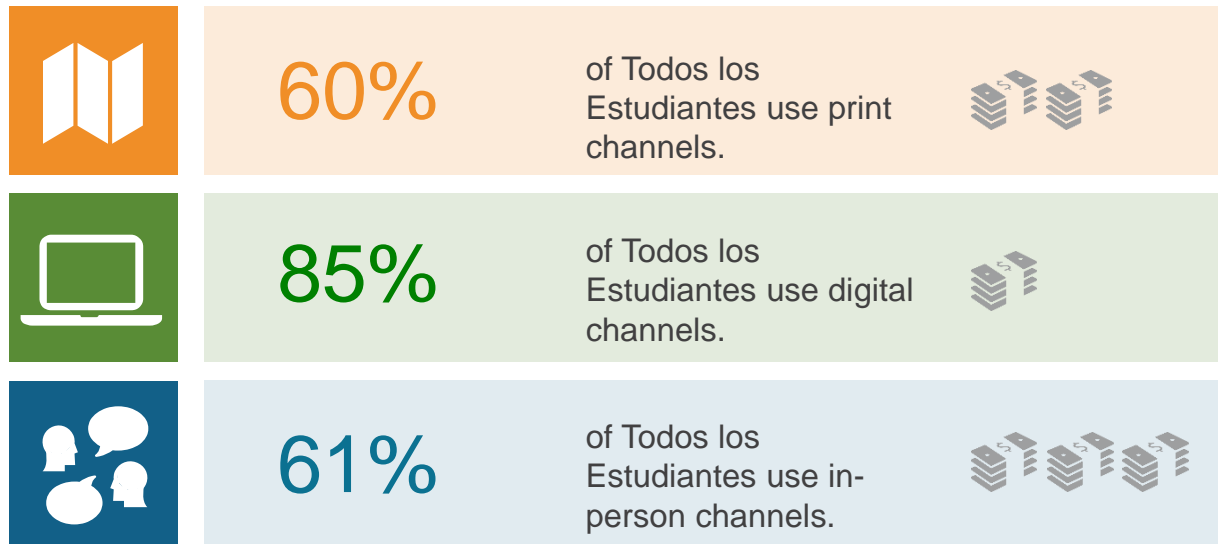 60%
of Todos los
Estudiantes use print
channels.
85%
of Todos los
Estudiantes use digital
channels.
61%
of Todos los
Estudiantes use in-
person channels.